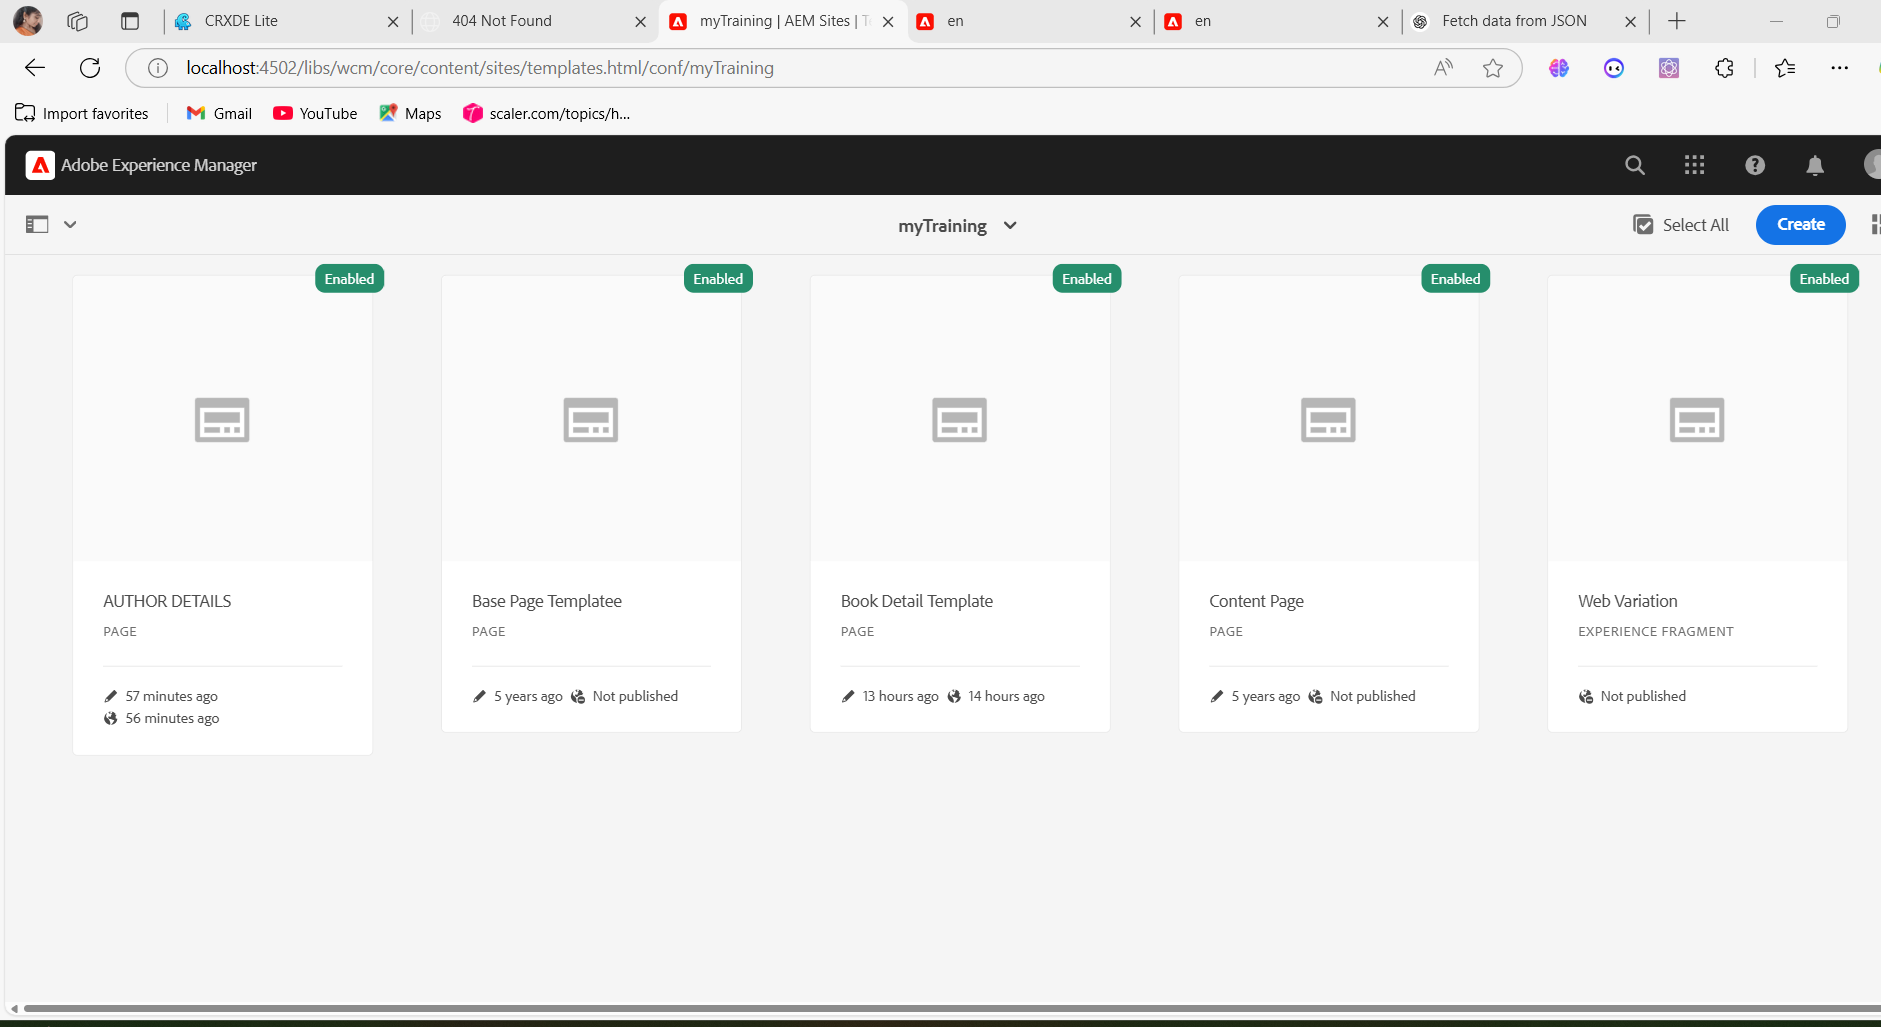 CRXDE Lite
404 Not Found
myTraining | AEM Sites |
en
en
Fetch data from JSON
localhost:4502/libs/wcm/core/content/sites/templates.html/conf/myTraining
Import favorites
Gmail
YouTube
Maps
scaler.com/topics/h...
Adobe Experience Manager
myTraining
Select All
Create
Enabled
Enabled
Enabled
Enabled
Enabled
AUTHOR DETAILS
PAGE
57 minutes ago
56 minutes ago
Base Page Templatee
PAGE
5 years ago Not published
Book Detail Template
PAGE
13 hours ago 14 hours ago
Content Page
PAGE
5 years ago Not published
Web Variation
EXPERIENCE FRAGMENT
Not published